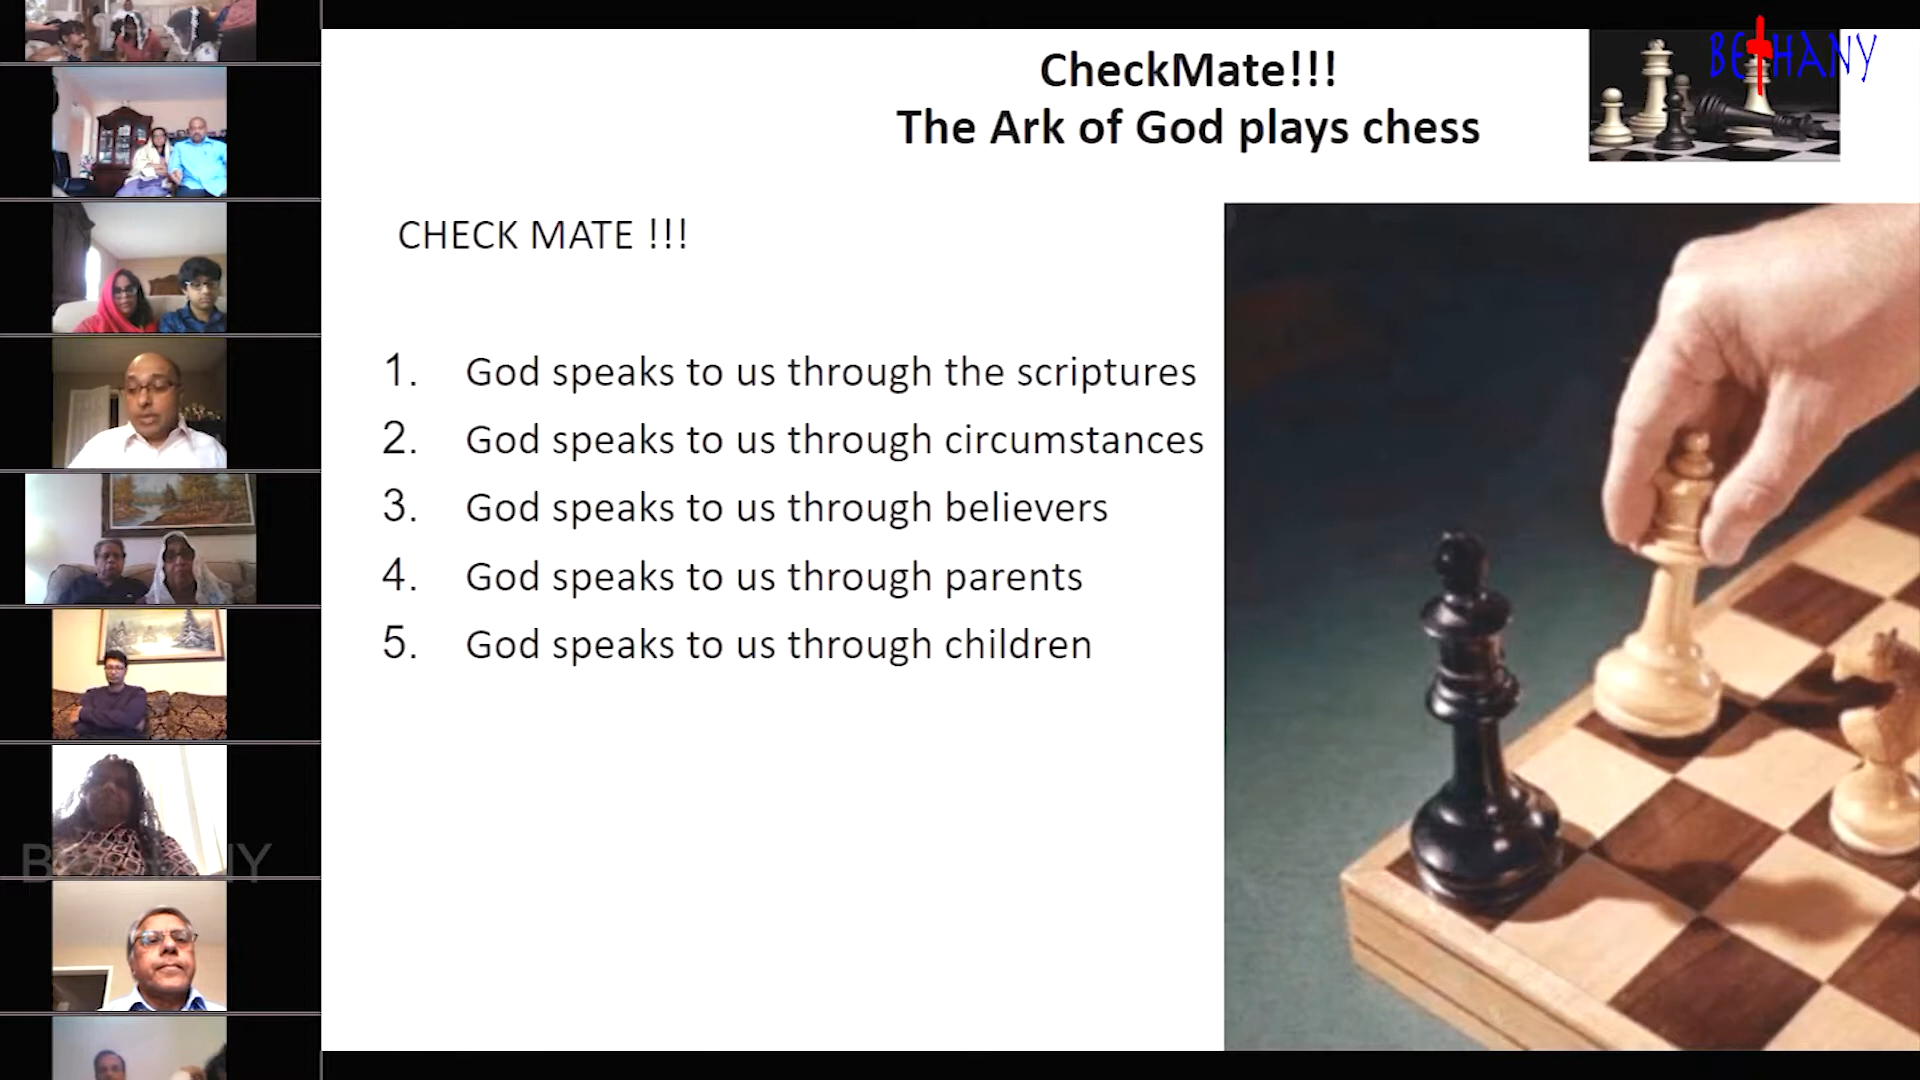 CheckMate!!!
The Ark of God plays chess
BETHANY
CHECK MATE !!!
1. God speaks to us through the scriptures
2. God speaks to us through circumstances
3. God speaks to us through believers
4. God speaks to us through parents
5. God speaks to us through children
BETHANY